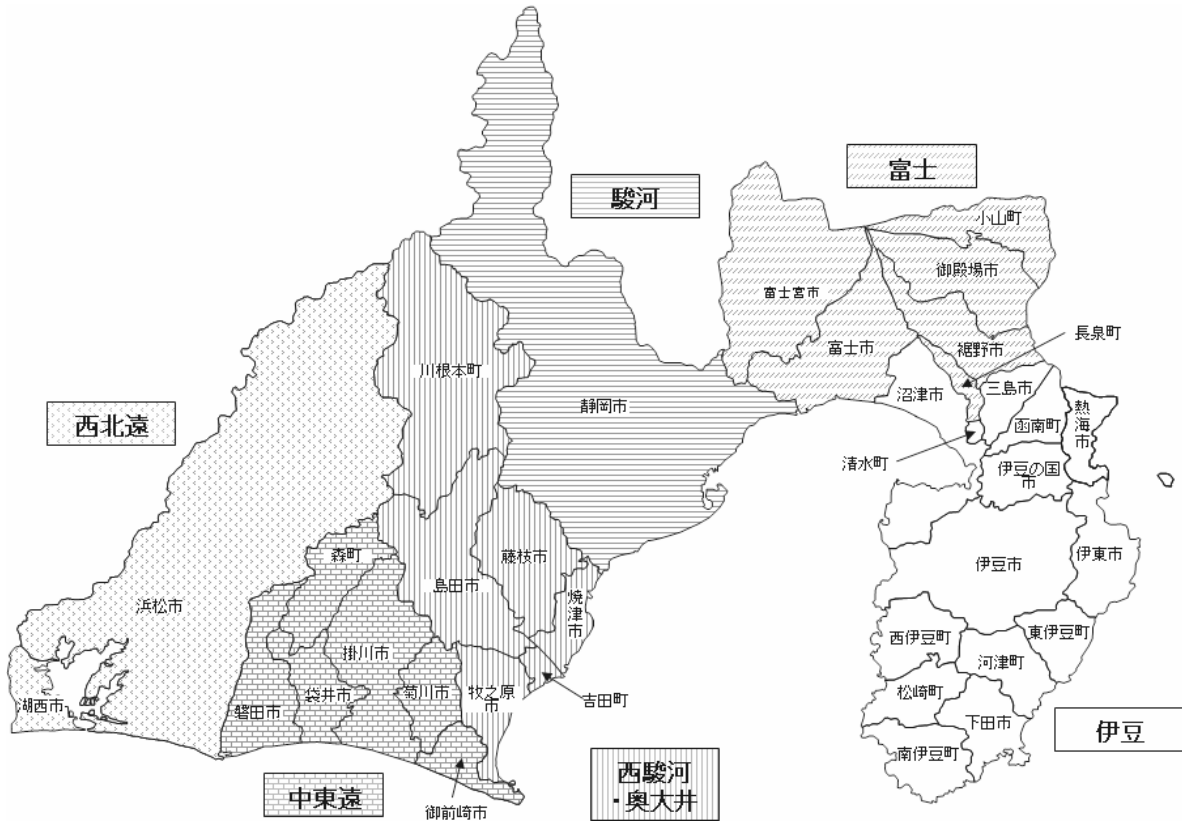 富士
駿河
小山町
御殿場市
富士宮市
長泉町
裾野市
富士市
川根本町
沼津市
三島市
静岡市
熱海市
西北遠
函南町
清水町
伊豆の国
市
森町
藤枝市
伊東市
伊豆市
島田市
焼津市
浜松市
西伊豆町
東伊豆町
掛川市
河津町
湖西市
袋井市
菊川市
牧之原
市
吉田町
松崎町
磐田市
下田市
伊豆
南伊豆町
西駿河
・奥大井
中東遠
御前崎市